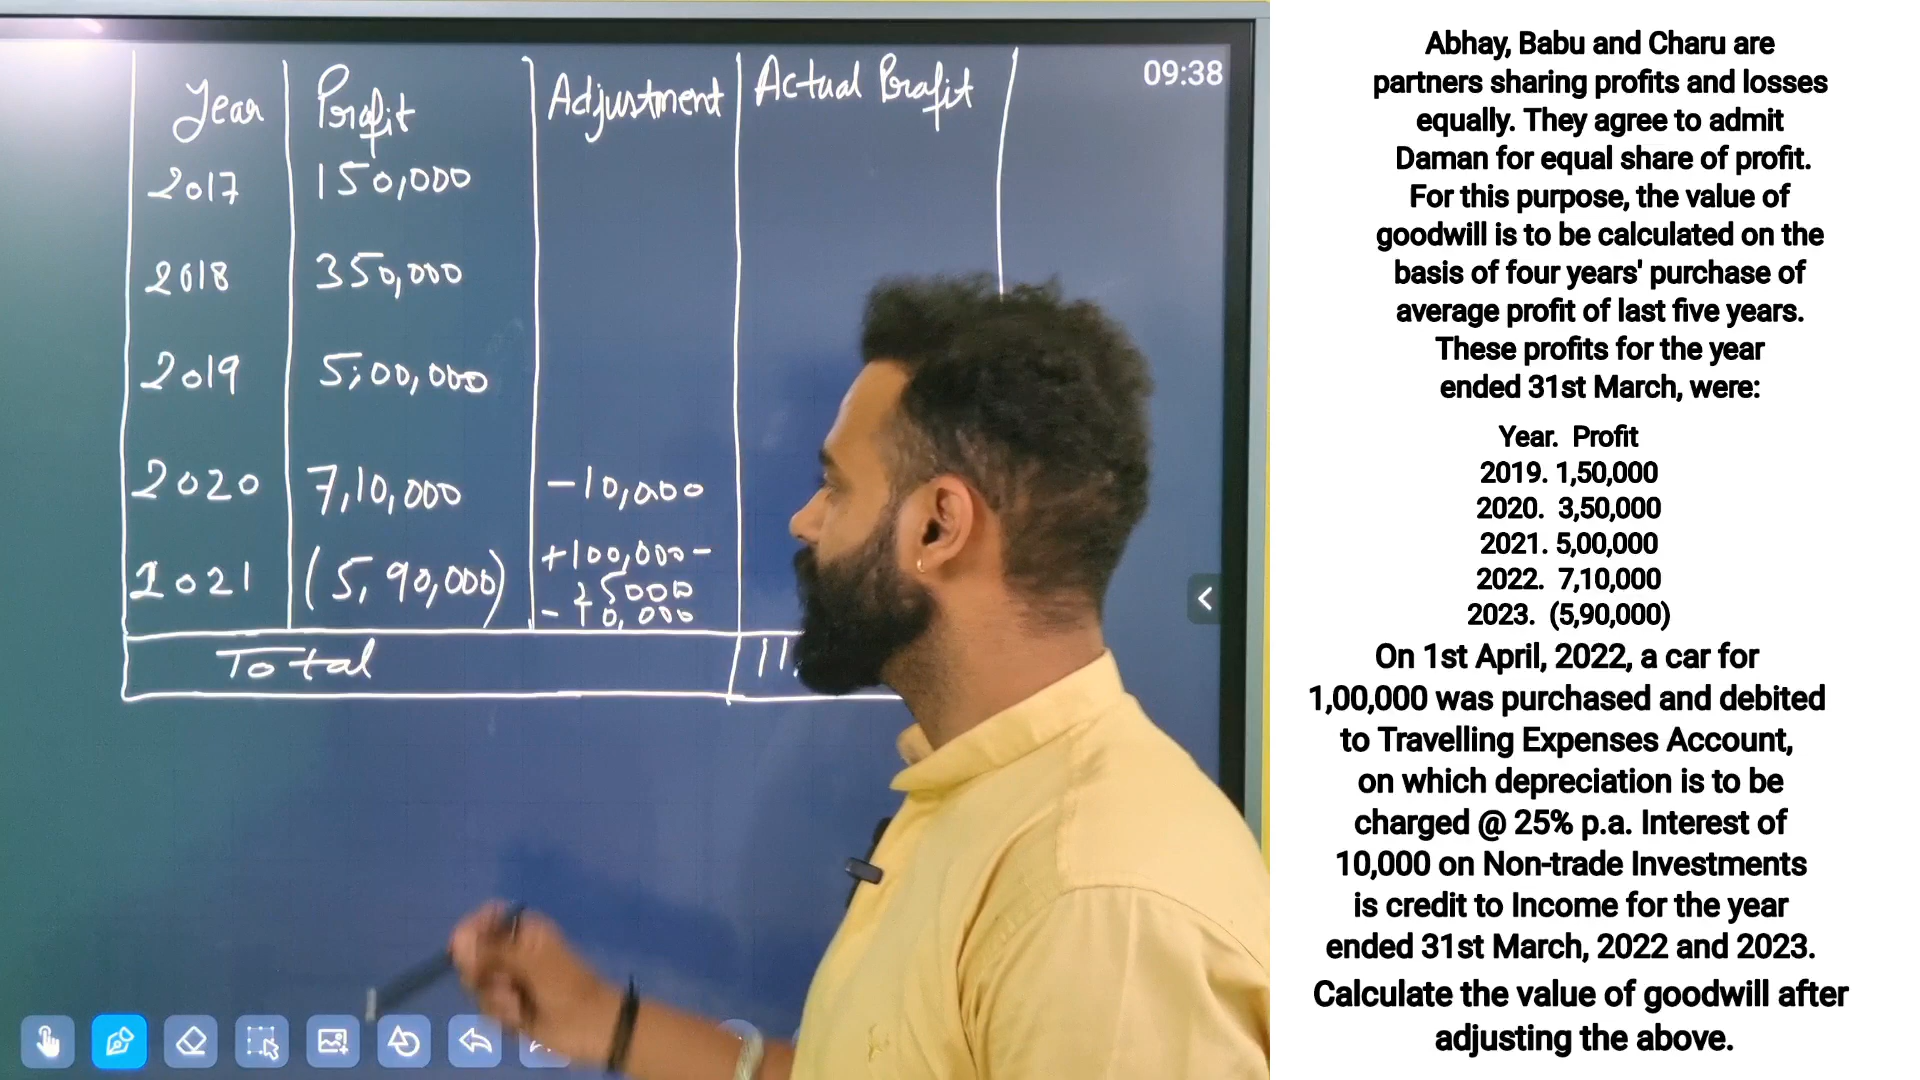 Year Profit Adjustment Actual Profit
2017 150,000
2018 350,000
2019 5,00,000
2020 7,10,000 -10,000
2021 (5,90,000) +100,000-
25000
-10,000
Total 11
09:38
Abhay, Babu and Charu are
partners sharing profits and losses
equally. They agree to admit
Daman for equal share of profit.
For this purpose, the value of
goodwill is to be calculated on the
basis of four years' purchase of
average profit of last five years.
These profits for the year
ended 31st March, were:
Year. Profit
2019. 1,50,000
2020. 3,50,000
2021. 5,00,000
2022. 7,10,000
2023. (5,90,000)
On 1st April, 2022, a car for
1,00,000 was purchased and debited
to Travelling Expenses Account,
on which depreciation is to be
charged @ 25% p.a. Interest of
10,000 on Non-trade Investments
is credit to Income for the year
ended 31st March, 2022 and 2023.
Calculate the value of goodwill after
adjusting the above.